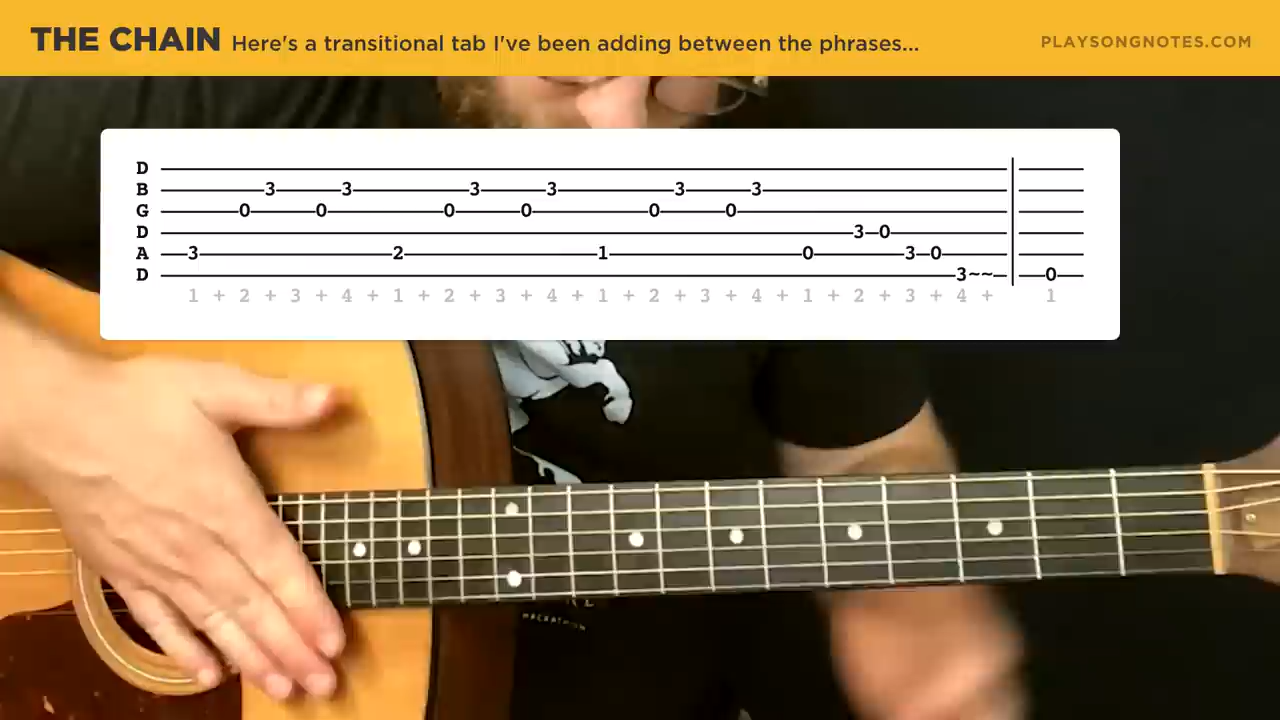 THE CHAIN Here's a transitional tab I've been adding between the phrases... PLAYSONGNOTES.COM
D
B 3 3 3 3 3 3
G 0 0 0 0 0 0
D 3 0
A 3 2 1 0 3 0
D 3~~ 0
1 + 2 + 3 + 4 + 1 + 2 + 3 + 4 + 1 + 2 + 3 + 4 + 1 + 2 + 3 + 4 + 1
HACKATHON